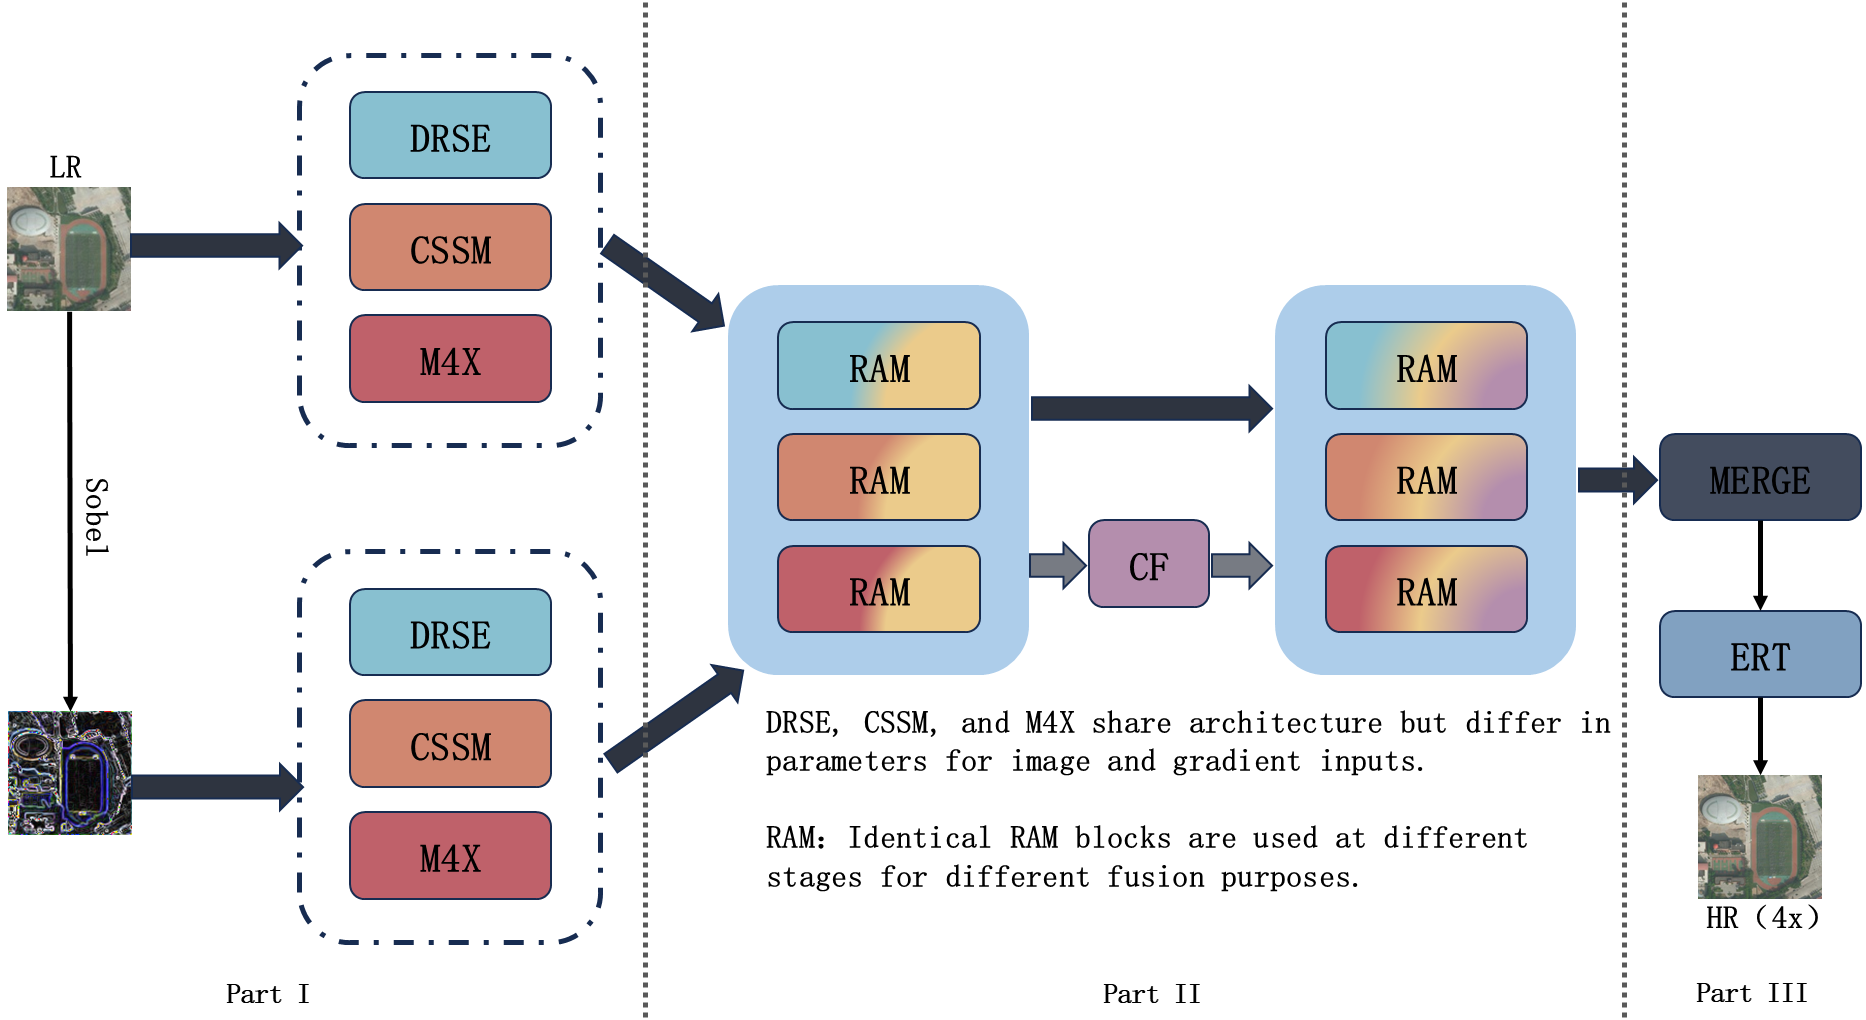 LR
DRSE
CSSM
M4X
Sobel
DRSE
CSSM
M4X
Part I
RAM
RAM
RAM
CF
RAM
RAM
RAM
DRSE, CSSM, and M4X share architecture but differ in
parameters for image and gradient inputs.
RAM: Identical RAM blocks are used at different
stages for different fusion purposes.
Part II
MERGE
ERT
HR（4x）
Part III